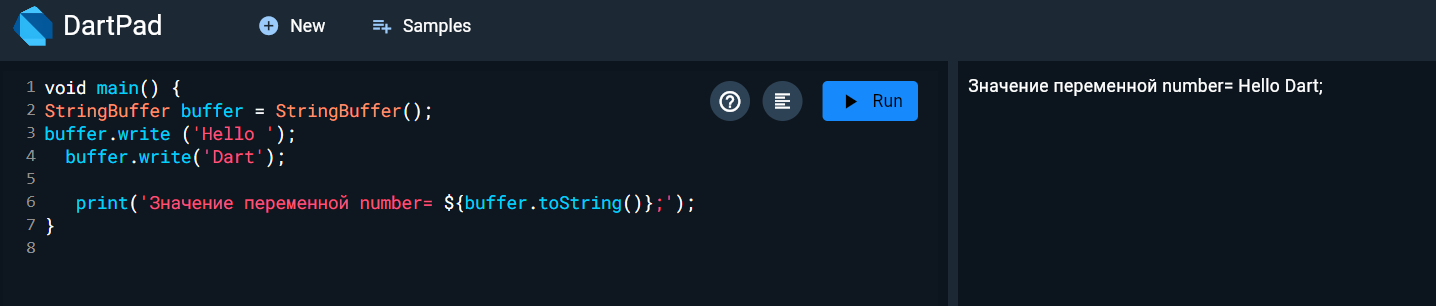 DartPad
New
Samples
1 void main() {
2 StringBuffer buffer = StringBuffer();
3 buffer.write ('Hello ');
4   buffer.write('Dart');
5
6    print('Значение переменной number= ${buffer.toString()};');
7 }
8
Run
Значение переменной number= Hello Dart;